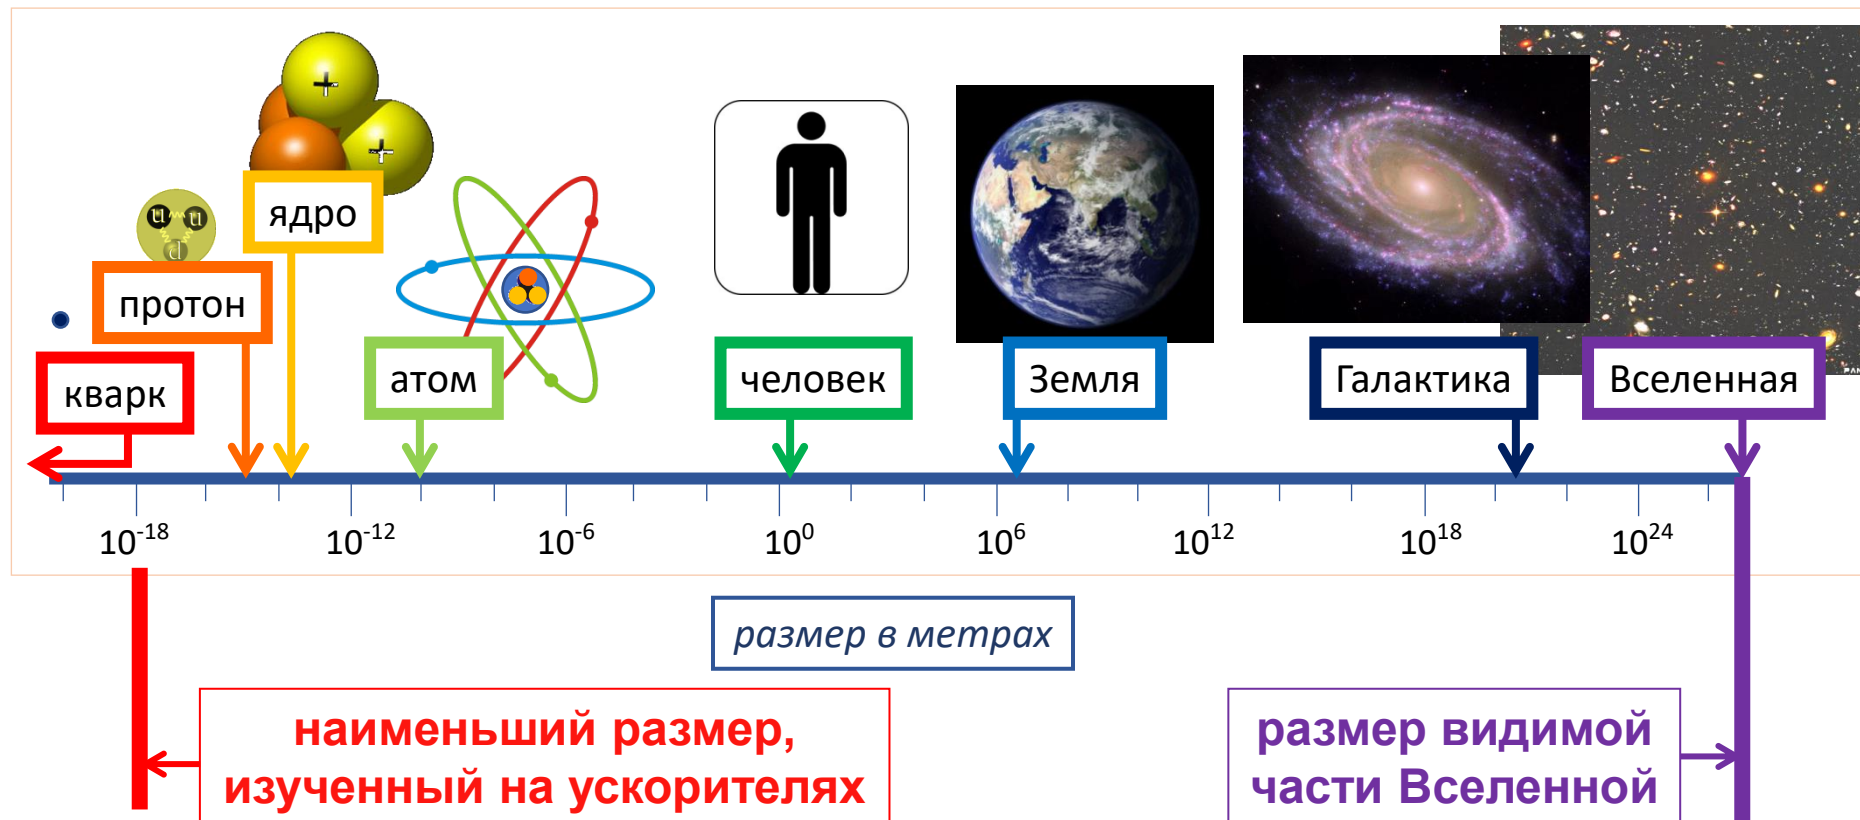 +
+
ядро
u u
d
протон
кварк
атом
человек
Земля
Галактика
Вселенная
10⁻¹⁸ 10⁻¹² 10⁻⁶ 10⁰ 10⁶ 10¹² 10¹⁸ 10²⁴
размер в метрах
наименьший размер,
изученный на ускорителях
размер видимой
части Вселенной